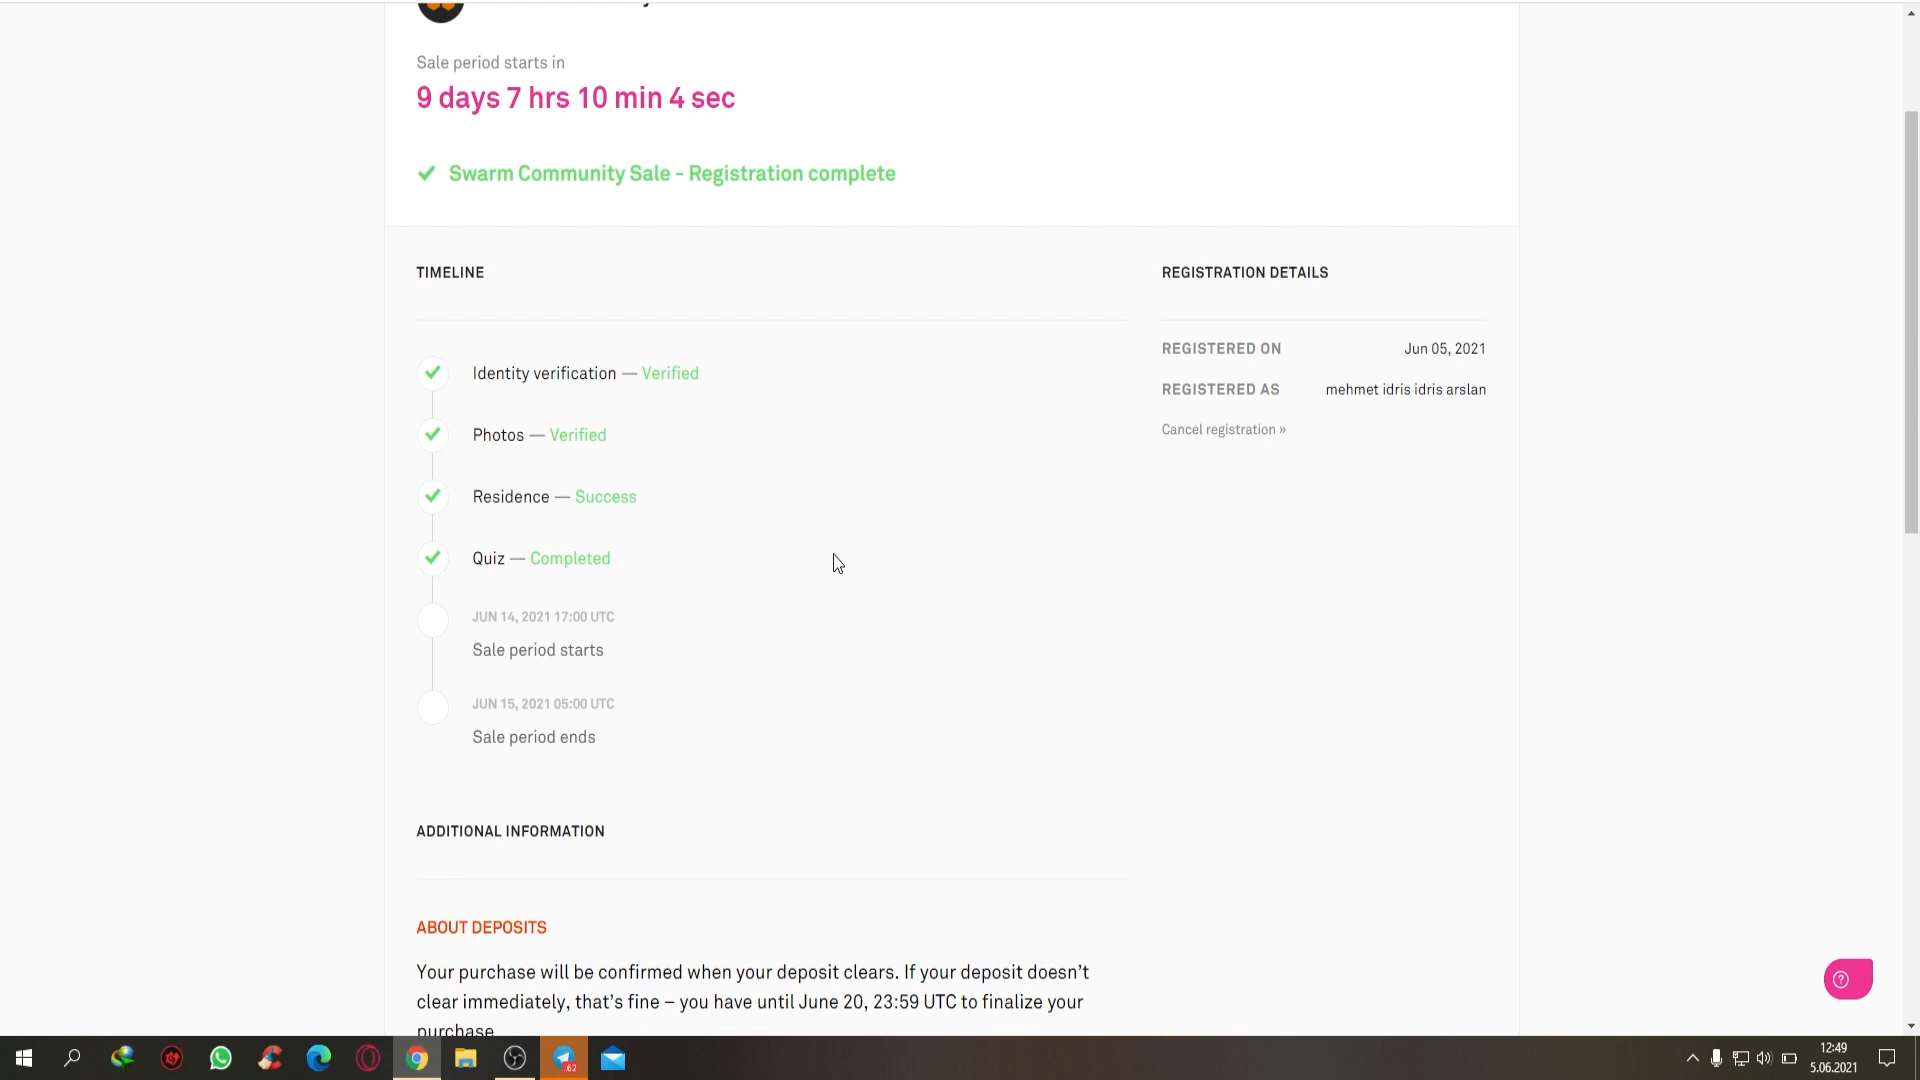 Sale period starts in
9 days 7 hrs 10 min 4 sec
Swarm Community Sale - Registration complete
TIMELINE
Identity verification — Verified
Photos — Verified
Residence — Success
Quiz — Completed
JUN 14, 2021 17:00 UTC
Sale period starts
JUN 15, 2021 05:00 UTC
Sale period ends
REGISTRATION DETAILS
REGISTERED ON Jun 05, 2021
REGISTERED AS mehmet idris idris arslan
Cancel registration »
ADDITIONAL INFORMATION
ABOUT DEPOSITS
Your purchase will be confirmed when your deposit clears. If your deposit doesn’t
clear immediately, that’s fine – you have until June 20, 23:59 UTC to finalize your
purchase
..62
12:49
5.06.2021